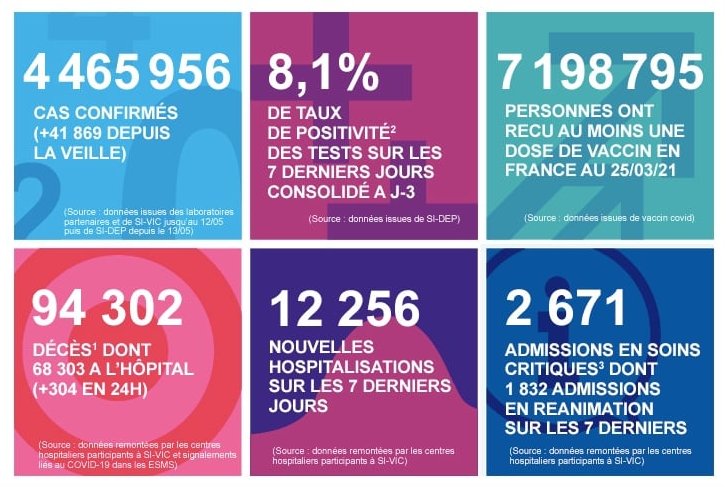 4 465 956
CAS CONFIRMÉS
(+41 869 DEPUIS
LA VEILLE)
(Source : données issues des laboratoires
partenaires et de SI-VIC jusqu'au 12/05
puis de SI-DEP depuis le 13/05)
8,1%
DE TAUX
DE POSITIVITÉ²
DES TESTS SUR LES
7 DERNIERS JOURS
CONSOLIDÉ A J-3
(Source : données issues de SI-DEP)
7 198 795
PERSONNES ONT
RECU AU MOINS UNE
DOSE DE VACCIN EN
FRANCE AU 25/03/21
(Source : données issues de vaccin covid)
94 302
DÉCÈS¹ DONT
68 303 A L'HÔPITAL
(+304 EN 24H)
(Source : données remontées par les centres
hospitaliers participants à SI-VIC et signalements
liés au COVID-19 dans les ESMS)
12 256
NOUVELLES
HOSPITALISATIONS
SUR LES 7 DERNIERS
JOURS
(Source : données remontées par les centres
hospitaliers participants à SI-VIC)
2 671
ADMISSIONS EN SOINS
CRITIQUES³ DONT
1 832 ADMISSIONS
EN REANIMATION
SUR LES 7 DERNIERS
(Source : données remontées par les centres
hospitaliers participants à SI-VIC)